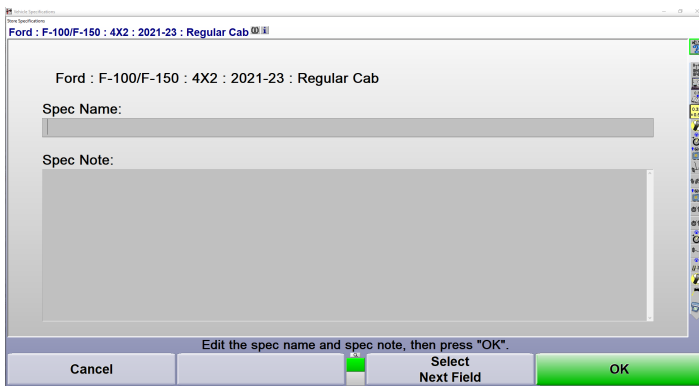 Vehicle Specifications
Store Specifications
Ford : F-100/F-150 : 4X2 : 2021-23 : Regular Cab
Ford : F-100/F-150 : 4X2 : 2021-23 : Regular Cab
Spec Name:
Spec Note:
Edit the spec name and spec note, then press "OK".
Cancel
Select
Next Field
OK